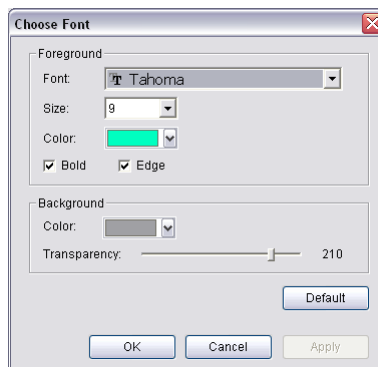 Choose Font
Foreground
Font: Tahoma
Size: 9
Color:
Bold Edge
Background
Color:
Transparency: 210
Default
OK Cancel Apply